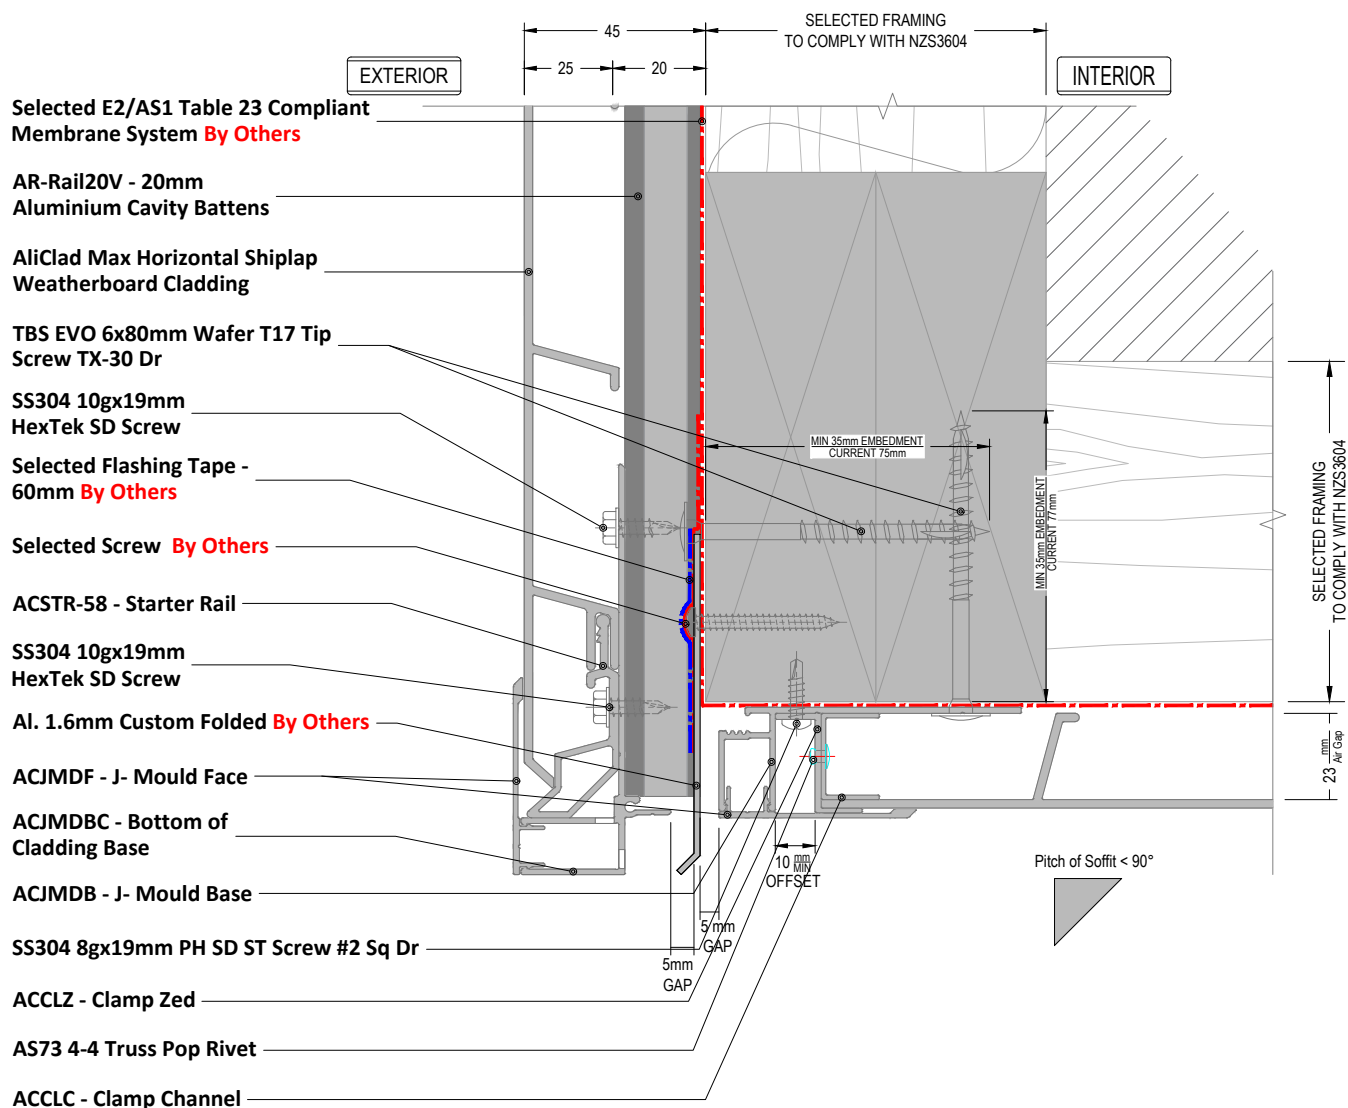 SELECTED FRAMING
TO COMPLY WITH NZS3604
45
25
20
EXTERIOR
INTERIOR
Selected E2/AS1 Table 23 Compliant
Membrane System By Others
AR-Rail20V - 20mm
Aluminium Cavity Battens
AliClad Max Horizontal Shiplap
Weatherboard Cladding
TBS EVO 6x80mm Wafer T17 Tip
Screw TX-30 Dr
SS304 10gx19mm
HexTek SD Screw
Selected Flashing Tape -
60mm By Others
Selected Screw By Others
ACSTR-58 - Starter Rail
SS304 10gx19mm
HexTek SD Screw
Al. 1.6mm Custom Folded By Others
ACJMDF - J- Mould Face
ACJMDBC - Bottom of
Cladding Base
ACJMDB - J- Mould Base
SS304 8gx19mm PH SD ST Screw #2 Sq Dr
ACCLZ - Clamp Zed
AS73 4-4 Truss Pop Rivet
ACCLC - Clamp Channel
MIN 35mm EMBEDMENT
CURRENT 75mm
MIN 35mm EMBEDMENT
CURRENT 77mm
SELECTED FRAMING
TO COMPLY WITH NZS3604
23 mm
Air Gap
10 mm
MIN
OFFSET
5 mm
GAP
5mm
GAP
Pitch of Soffit < 90°